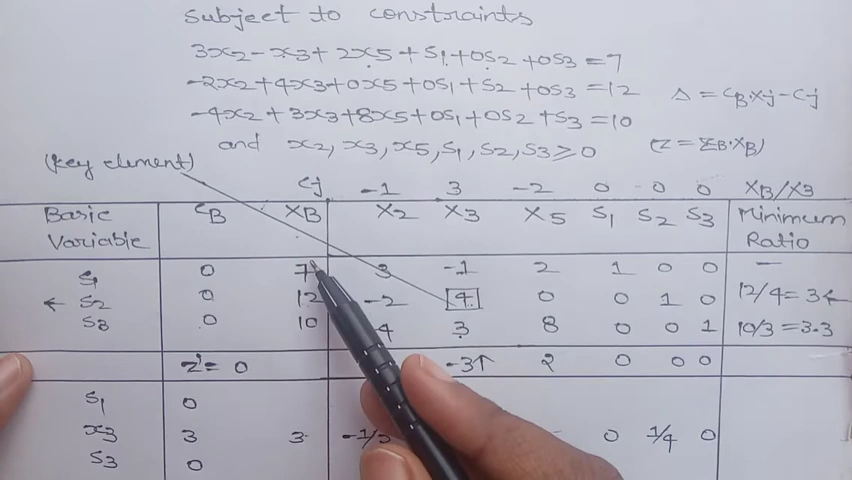 Subject to constraints
3x2 - x3 + 2x5 + S1 + 0S2 + 0S3 = 7
-2x2 + 4x3 + 0x5 + 0S1 + S2 + 0S3 = 12
Δ = CB.Xj - Cj
-4x2 + 3x3 + 8x5 + 0S1 + 0S2 + S3 = 10
and x2, x3, x5, S1, S2, S3 ≥ 0
(Z = ΣB.XB)
(key element)
Cj -1 3 -2 0 0 0 XB/X3
Basic Variable CB XB X2 X3 X5 S1 S2 S3 Minimum Ratio
S1 0 7 3 -1 2 1 0 0 —
← S2 0 12 -2 4 0 0 1 0 12/4 = 3 ←
S3 0 10 4 3 8 0 0 1 10/3 = 3.3
Z' = 0 -3↑ 2 0 0 0
S1 0
x3 3 3 0 1/4 0
S3 0